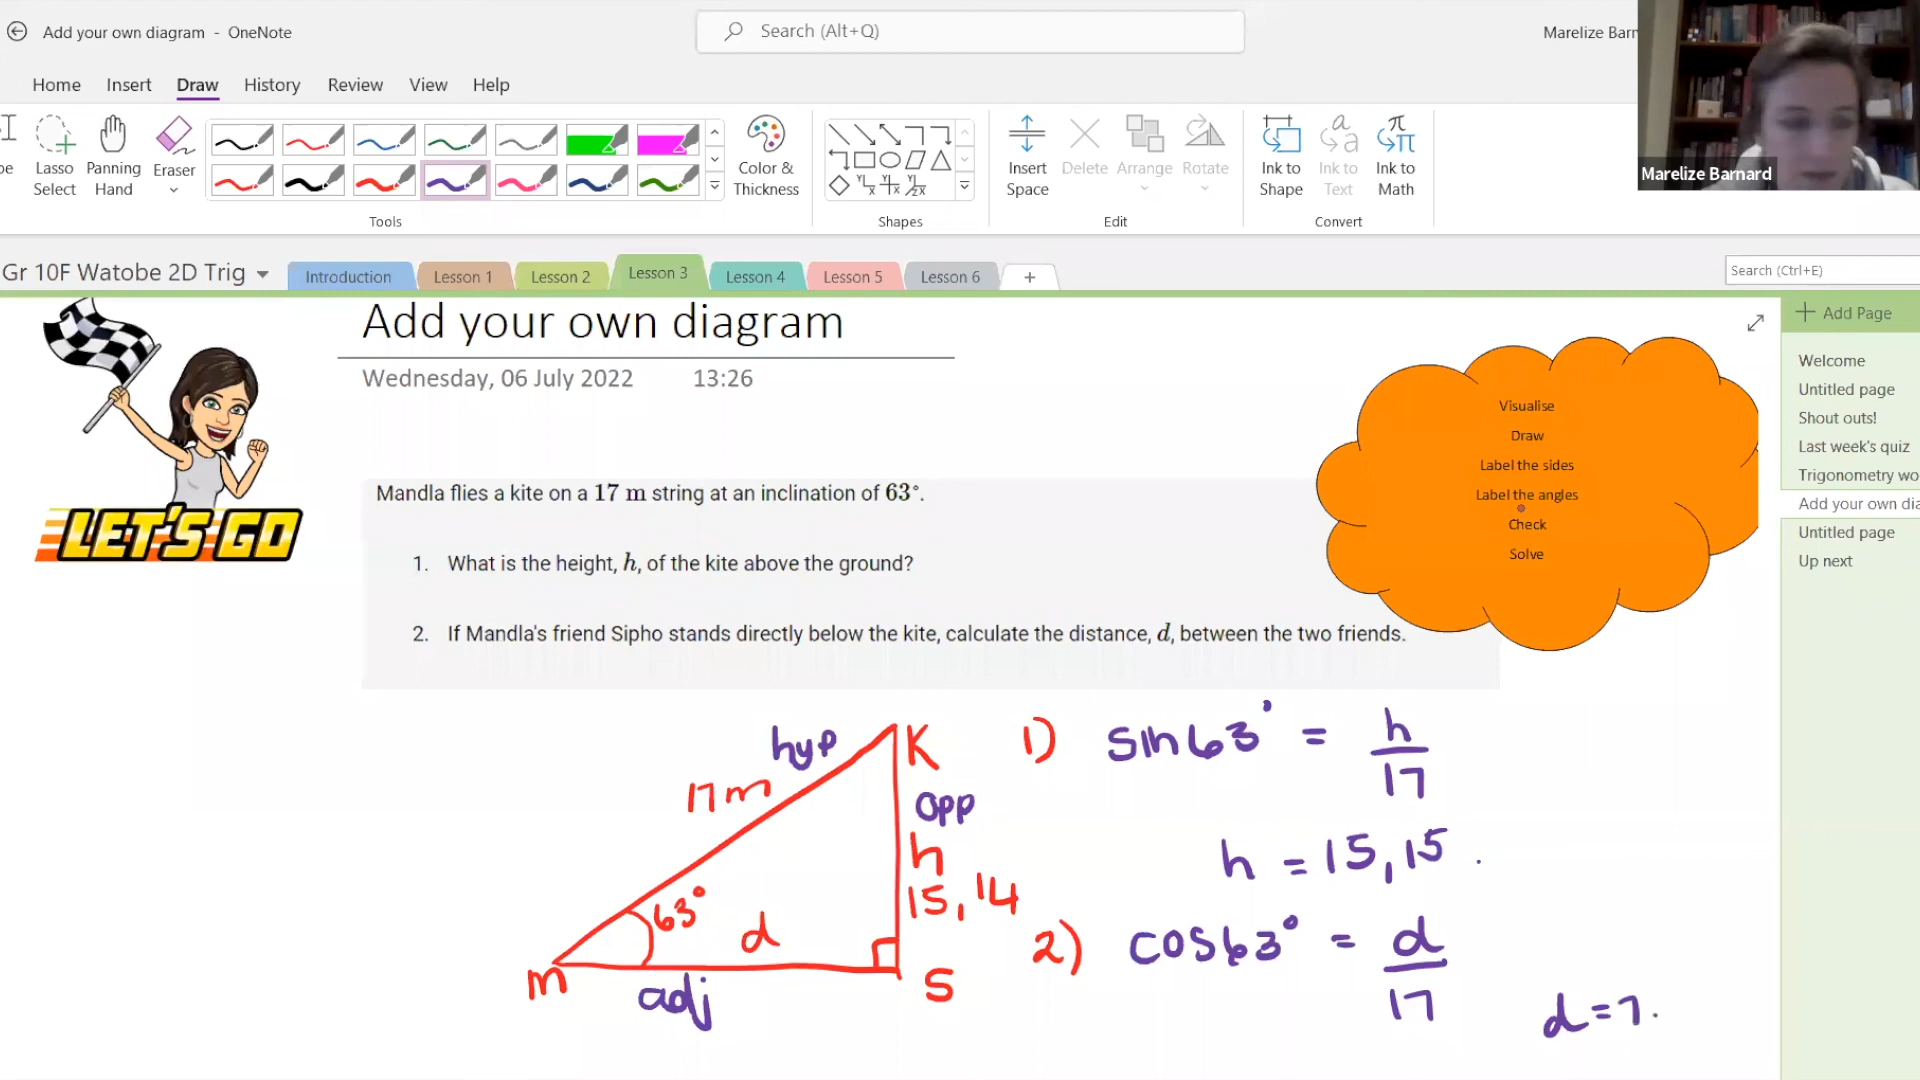 Add your own diagram - OneNote
Search (Alt+Q)
Marelize Barn
Home Insert Draw History Review View Help
Lasso Select
Panning Hand
Eraser
Color & Thickness
Insert Space
Delete
Arrange
Rotate
Ink to Shape
Ink to Text
Ink to Math
Marelize Barnard
Tools
Shapes
Edit
Convert
Gr 10F Watobe 2D Trig
Introduction
Lesson 1
Lesson 2
Lesson 3
Lesson 4
Lesson 5
Lesson 6
Search (Ctrl+E)
Add your own diagram
Wednesday, 06 July 2022 13:26
LET'S GO
Mandla flies a kite on a 17 m string at an inclination of 63°.
1. What is the height, h, of the kite above the ground?
2. If Mandla's friend Sipho stands directly below the kite, calculate the distance, d, between the two friends.
Visualise
Draw
Label the sides
Label the angles
Check
Solve
Add Page
Welcome
Untitled page
Shout outs!
Last week's quiz
Trigonometry wo
Add your own dia
Untitled page
Up next
hyp
K
17 m
opp
h
15,14
63°
d
m
adj
S
1) sin63° = h/17
h = 15,15 .
2) cos63° = d/17
d = 7.